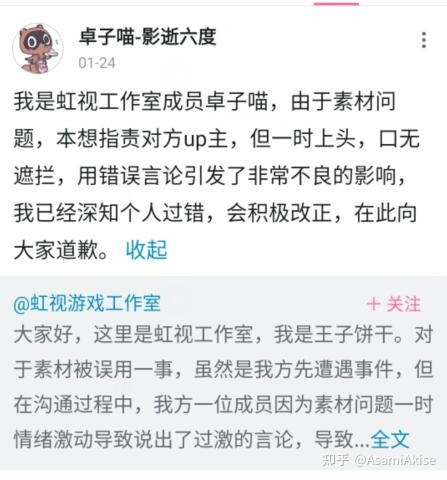 卓子喵-影逝六度
01-24
我是虹视工作室成员卓子喵，由于素材问
题，本想指责对方up主，但一时上头，口无
遮拦，用错误言论引发了非常不良的影响，
我已经深知个人过错，会积极改正，在此向
大家道歉。 收起
@虹视游戏工作室
＋ 关注
大家好，这里是虹视工作室，我是王子饼干。对
于素材被误用一事，虽然是我方先遭遇事件，但
在沟通过程中，我方一位成员因为素材问题一时
情绪激动导致说出了过激的言论，导致...全文
知乎 @AsamiAkise